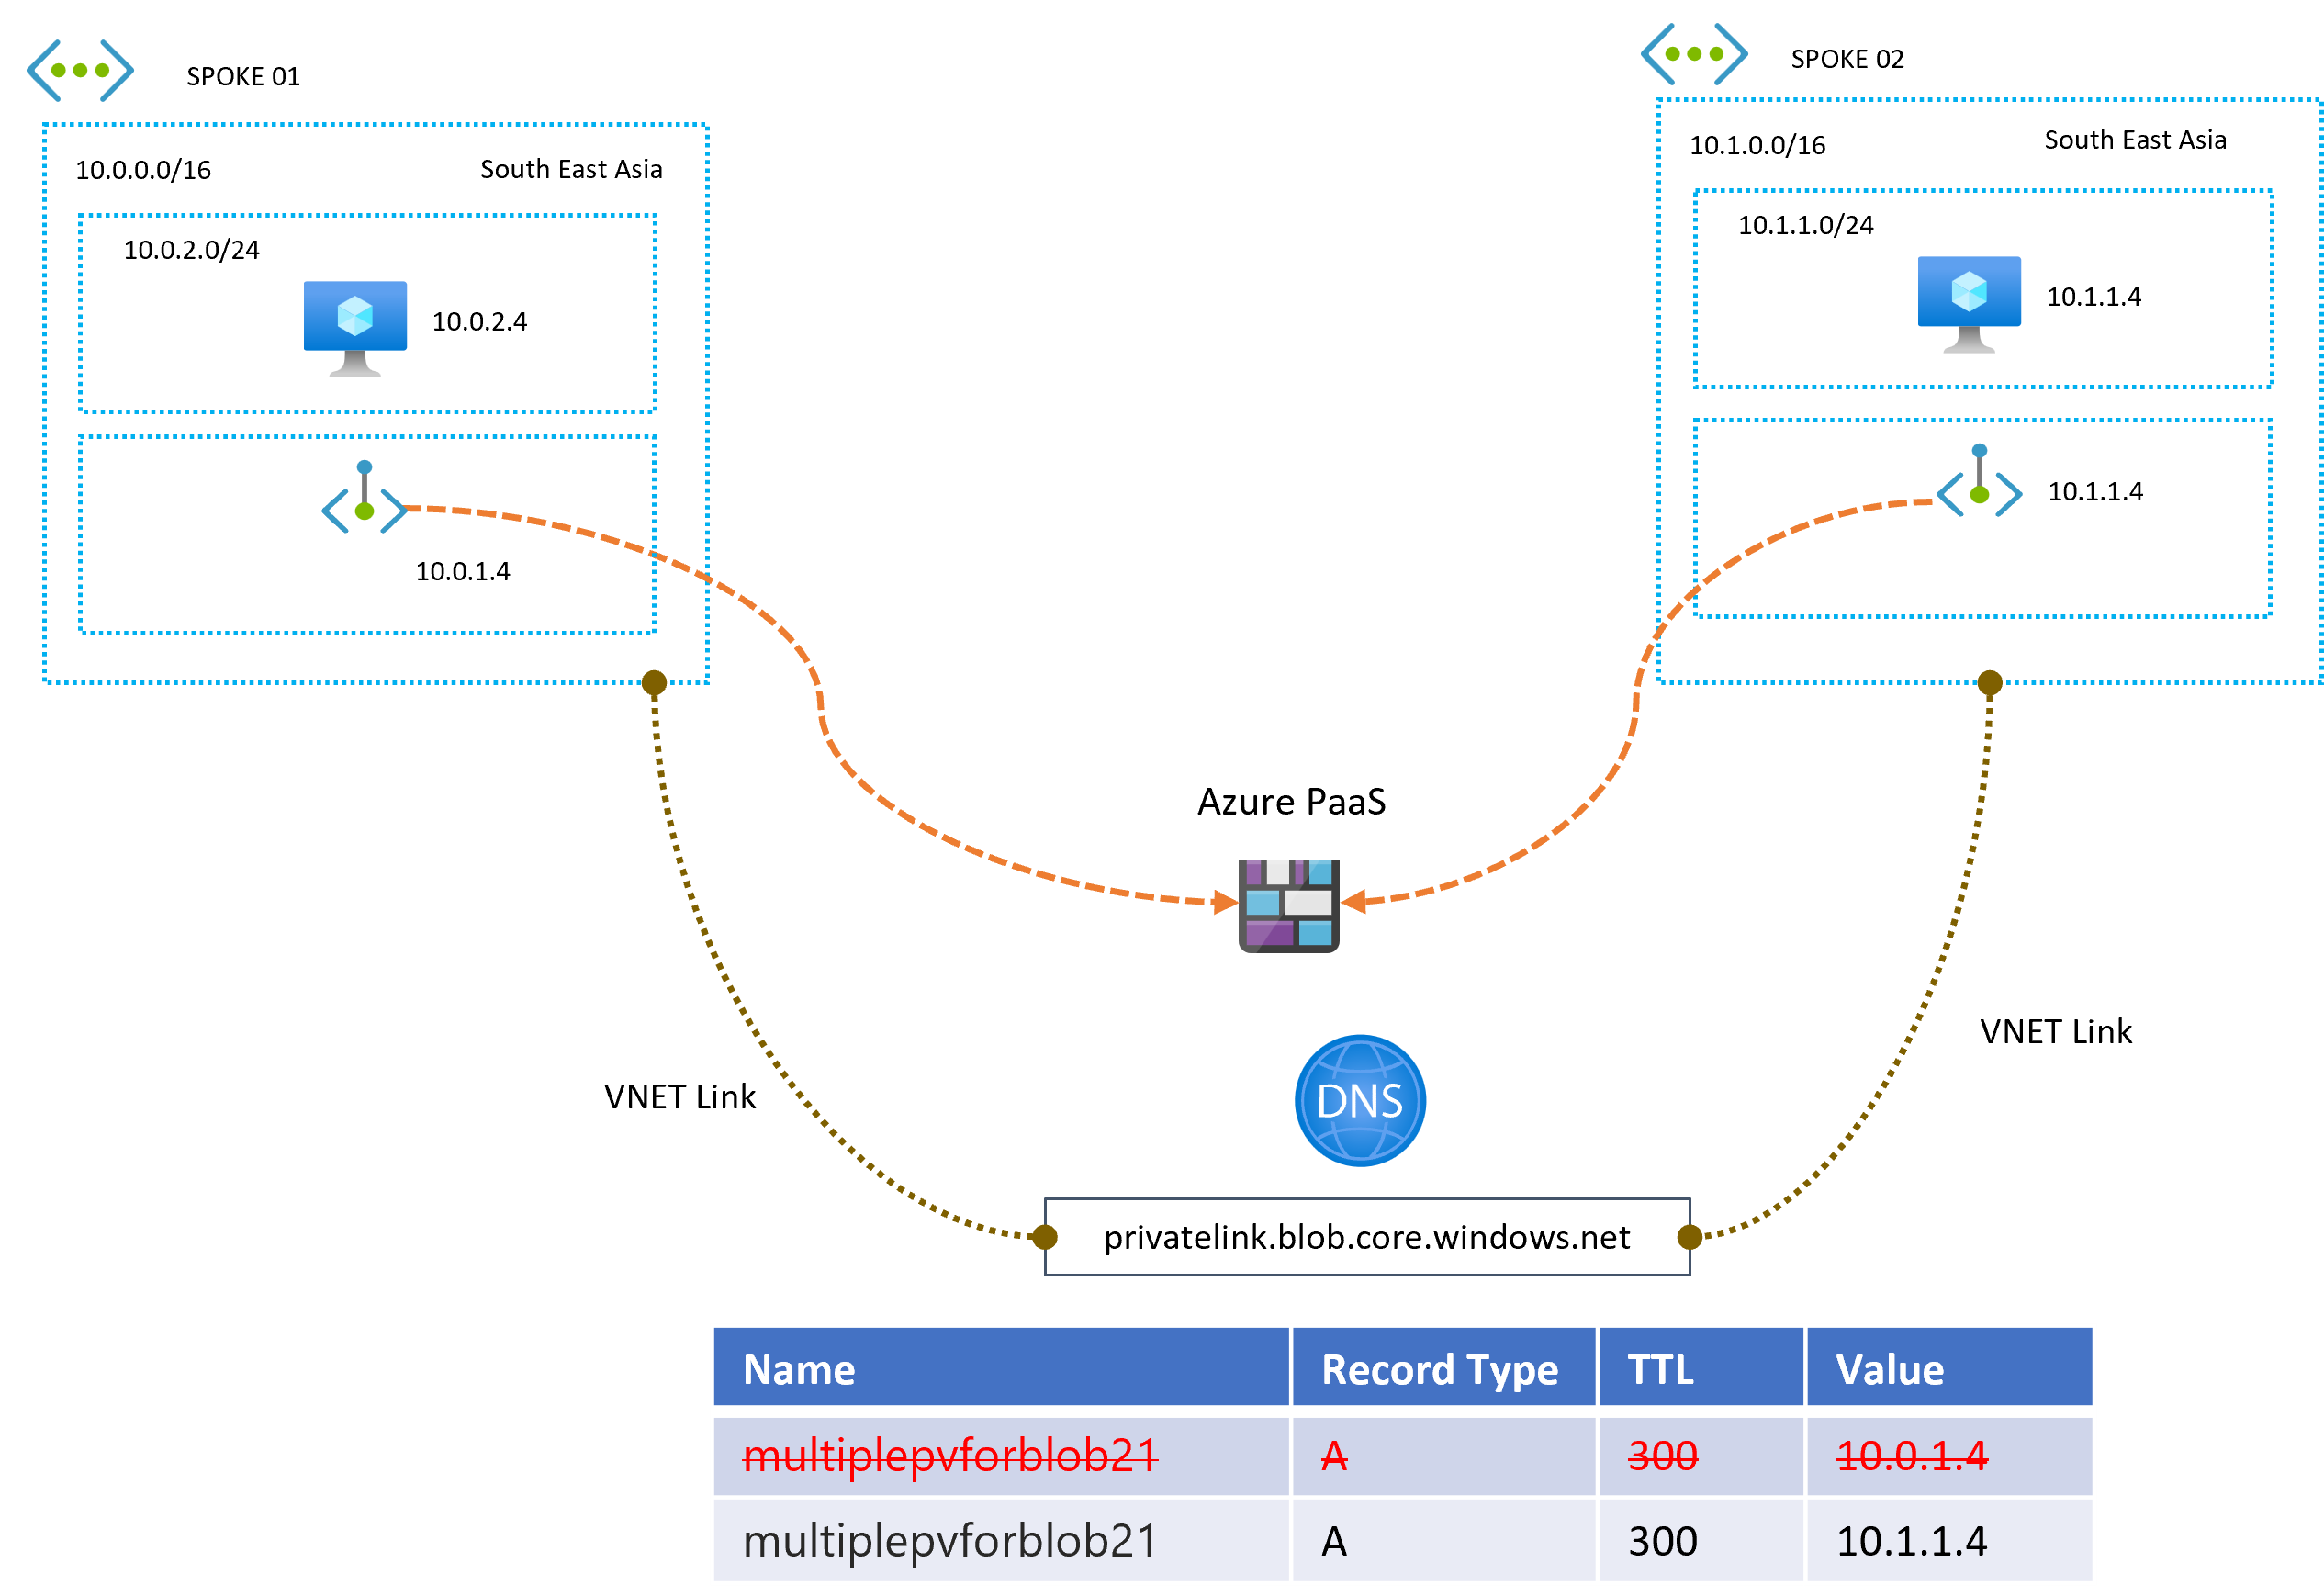 SPOKE 01
10.0.0.0/16 South East Asia
10.0.2.0/24
10.0.2.4
10.0.1.4
SPOKE 02
10.1.0.0/16 South East Asia
10.1.1.0/24
10.1.1.4
10.1.1.4
Azure PaaS
VNET Link
VNET Link
DNS
privatelink.blob.core.windows.net
Name Record Type TTL Value
multiplepvforblob21 A 300 10.0.1.4
multiplepvforblob21 A 300 10.1.1.4